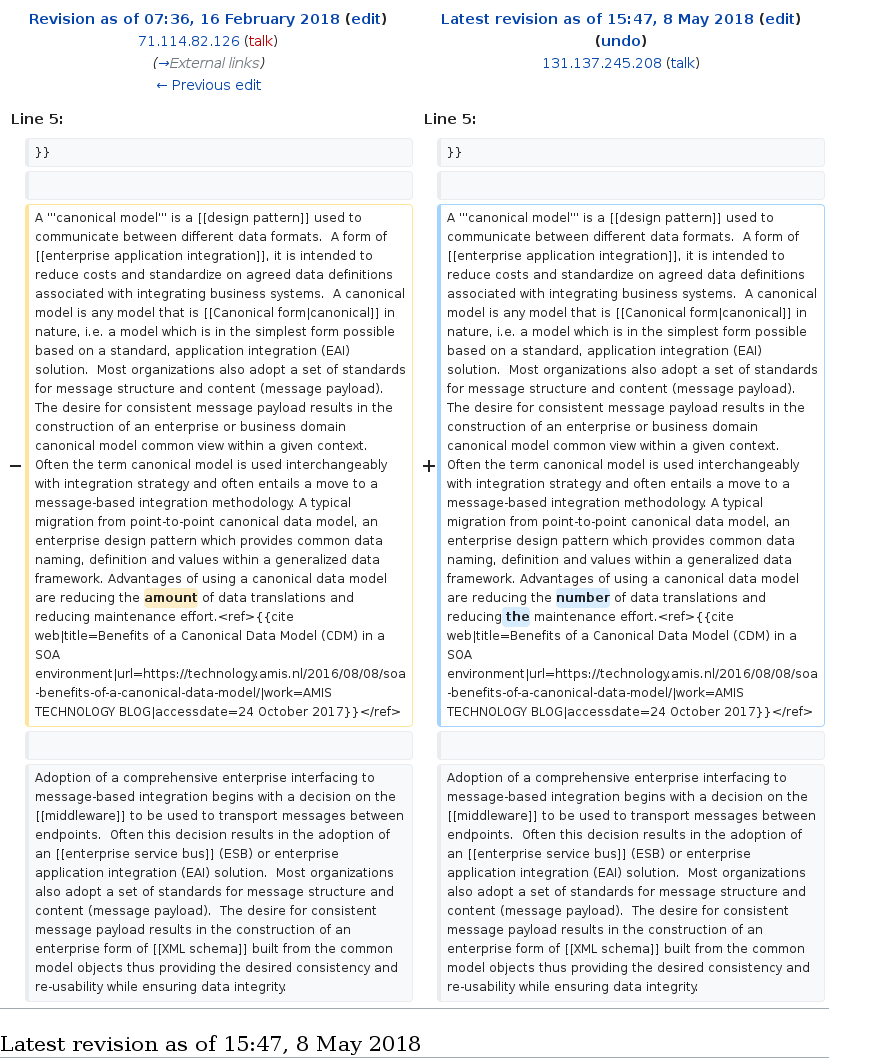 Revision as of 07:36, 16 February 2018 (edit)
71.114.82.126 (talk)
(→External links)
← Previous edit
Latest revision as of 15:47, 8 May 2018 (edit)
(undo)
131.137.245.208 (talk)
Line 5:
Line 5:
}}
}}
−
A '''canonical model''' is a [[design pattern]] used to
communicate between different data formats.  A form of
[[enterprise application integration]], it is intended to
reduce costs and standardize on agreed data definitions
associated with integrating business systems.  A canonical
model is any model that is [[Canonical form|canonical]] in
nature, i.e. a model which is in the simplest form possible
based on a standard, application integration (EAI)
solution.  Most organizations also adopt a set of standards
for message structure and content (message payload).
The desire for consistent message payload results in the
construction of an enterprise or business domain
canonical model common view within a given context.
Often the term canonical model is used interchangeably
with integration strategy and often entails a move to a
message-based integration methodology. A typical
migration from point-to-point canonical data model, an
enterprise design pattern which provides common data
naming, definition and values within a generalized data
framework. Advantages of using a canonical data model
are reducing the amount of data translations and
reducing maintenance effort.<ref>{{cite
web|title=Benefits of a Canonical Data Model (CDM) in a
SOA
environment|url=https://technology.amis.nl/2016/08/08/soa
-benefits-of-a-canonical-data-model/|work=AMIS
TECHNOLOGY BLOG|accessdate=24 October 2017}}</ref>
+
A '''canonical model''' is a [[design pattern]] used to
communicate between different data formats.  A form of
[[enterprise application integration]], it is intended to
reduce costs and standardize on agreed data definitions
associated with integrating business systems.  A canonical
model is any model that is [[Canonical form|canonical]] in
nature, i.e. a model which is in the simplest form possible
based on a standard, application integration (EAI)
solution.  Most organizations also adopt a set of standards
for message structure and content (message payload).
The desire for consistent message payload results in the
construction of an enterprise or business domain
canonical model common view within a given context.
Often the term canonical model is used interchangeably
with integration strategy and often entails a move to a
message-based integration methodology. A typical
migration from point-to-point canonical data model, an
enterprise design pattern which provides common data
naming, definition and values within a generalized data
framework. Advantages of using a canonical data model
are reducing the number of data translations and
reducing the maintenance effort.<ref>{{cite
web|title=Benefits of a Canonical Data Model (CDM) in a
SOA
environment|url=https://technology.amis.nl/2016/08/08/soa
-benefits-of-a-canonical-data-model/|work=AMIS
TECHNOLOGY BLOG|accessdate=24 October 2017}}</ref>
Adoption of a comprehensive enterprise interfacing to
message-based integration begins with a decision on the
[[middleware]] to be used to transport messages between
endpoints.  Often this decision results in the adoption of
an [[enterprise service bus]] (ESB) or enterprise
application integration (EAI) solution.  Most organizations
also adopt a set of standards for message structure and
content (message payload).  The desire for consistent
message payload results in the construction of an
enterprise form of [[XML schema]] built from the common
model objects thus providing the desired consistency and
re-usability while ensuring data integrity.
Adoption of a comprehensive enterprise interfacing to
message-based integration begins with a decision on the
[[middleware]] to be used to transport messages between
endpoints.  Often this decision results in the adoption of
an [[enterprise service bus]] (ESB) or enterprise
application integration (EAI) solution.  Most organizations
also adopt a set of standards for message structure and
content (message payload).  The desire for consistent
message payload results in the construction of an
enterprise form of [[XML schema]] built from the common
model objects thus providing the desired consistency and
re-usability while ensuring data integrity.
Latest revision as of 15:47, 8 May 2018